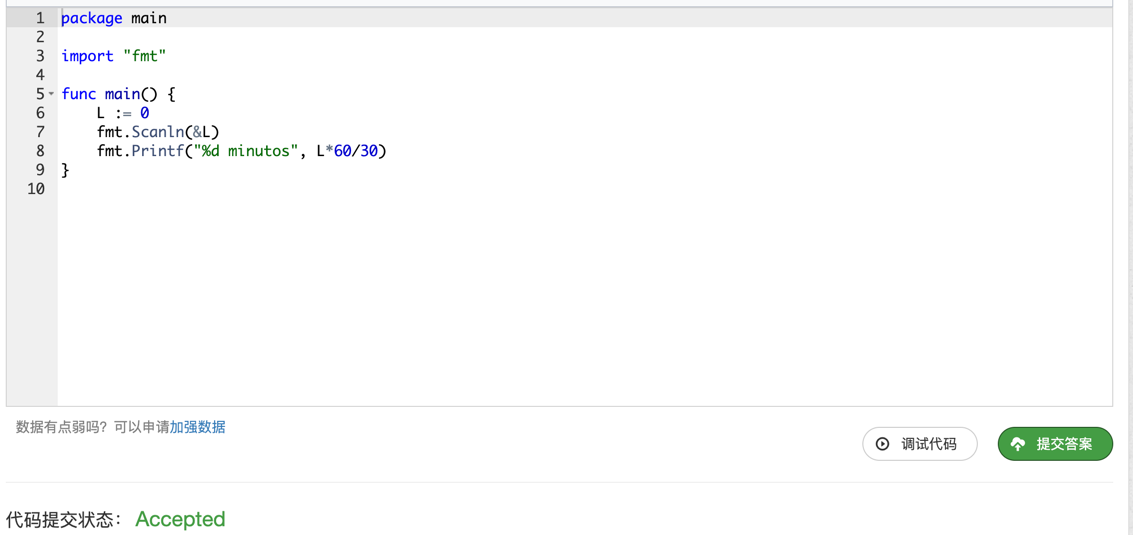 1 package main
2
3 import "fmt"
4
5 func main() {
6 L := 0
7 fmt.Scanln(&L)
8 fmt.Printf("%d minutos", L*60/30)
9 }
10
数据有点弱吗？可以申请加强数据
调试代码 提交答案
代码提交状态： Accepted